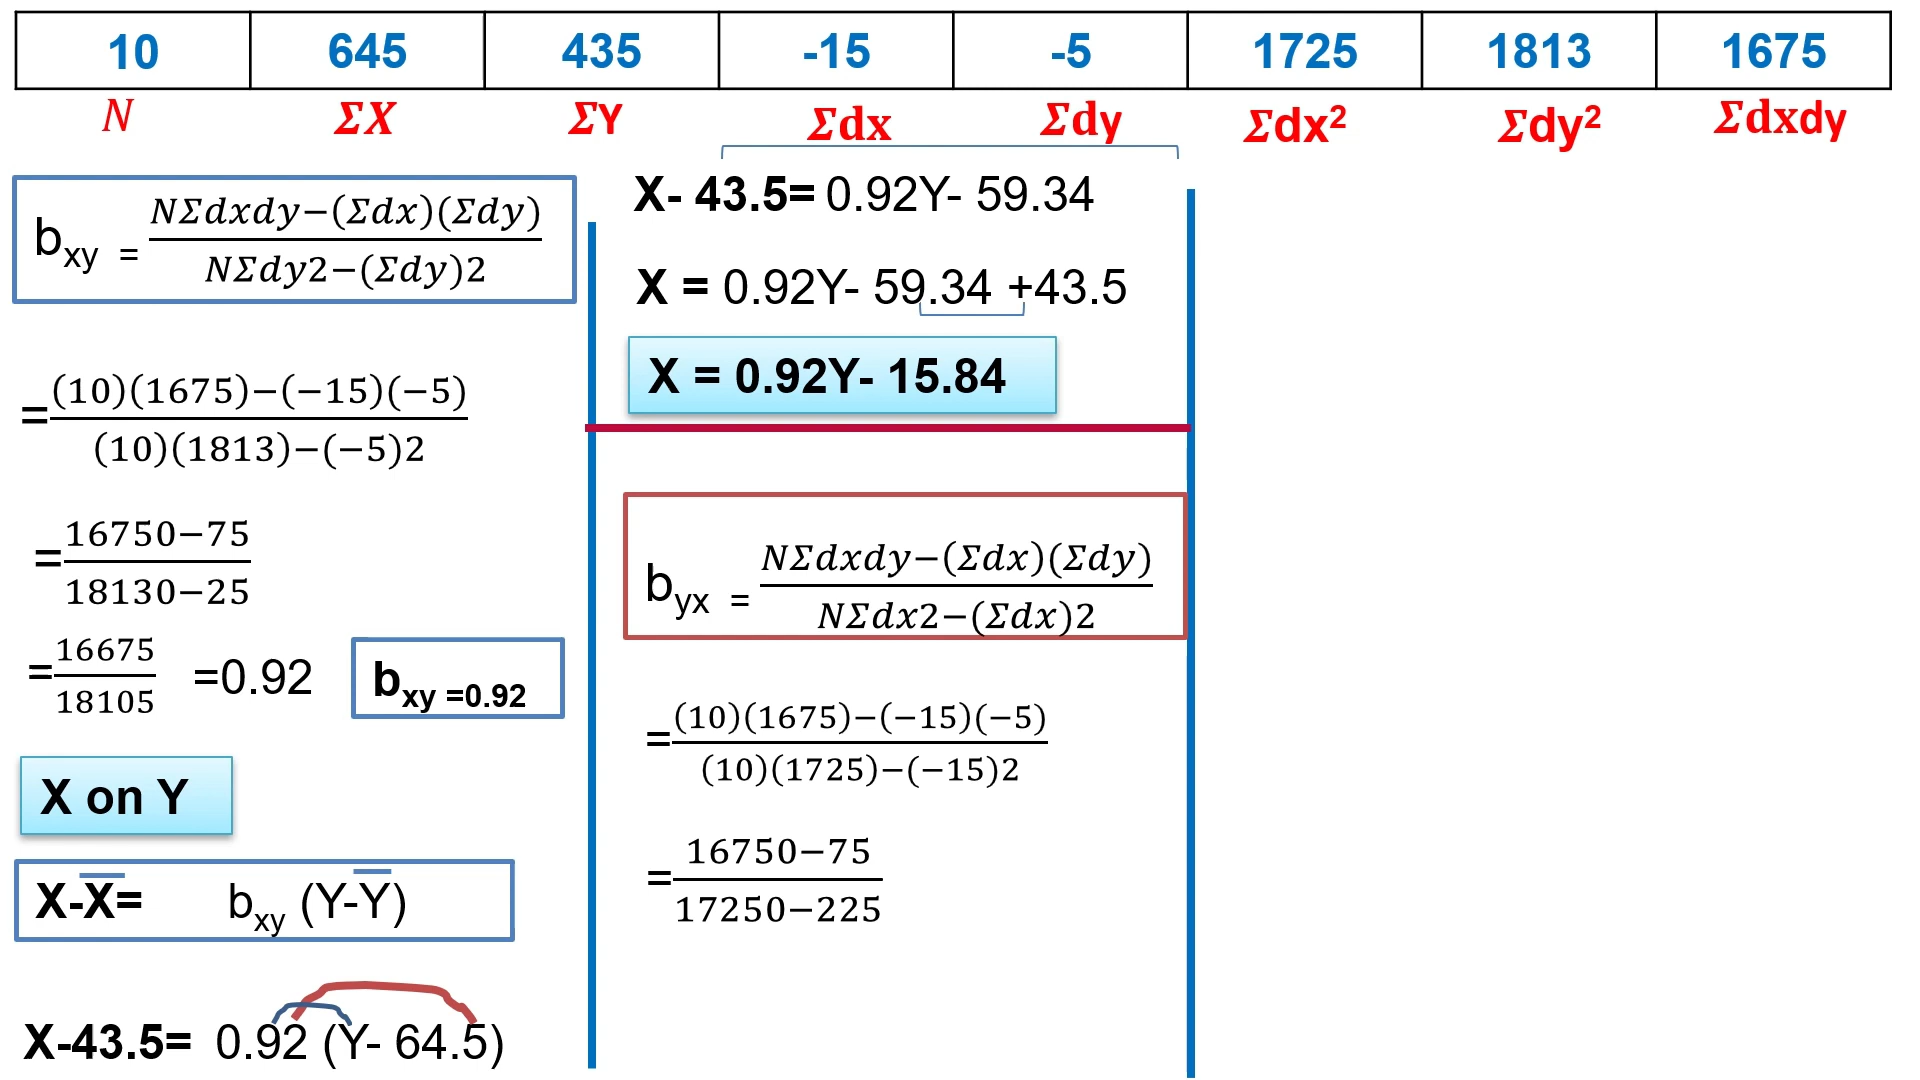 10 645 435 -15 -5 1725 1813 1675
N ΣX ΣY Σdx Σdy Σdx² Σdy² Σdxdy
b_xy = (NΣdxdy−(Σdx)(Σdy))/(NΣdy2−(Σdy)2)
=((10)(1675)−(−15)(−5))/((10)(1813)−(−5)2)
=(16750−75)/(18130−25)
=16675/18105 =0.92 b_xy =0.92
X on Y
X-X̅= b_xy (Y-Y̅)
X-43.5= 0.92 (Y- 64.5)
X- 43.5= 0.92Y- 59.34
X = 0.92Y- 59.34 +43.5
X = 0.92Y- 15.84
b_yx = (NΣdxdy−(Σdx)(Σdy))/(NΣdx2−(Σdx)2)
=((10)(1675)−(−15)(−5))/((10)(1725)−(−15)2)
=(16750−75)/(17250−225)